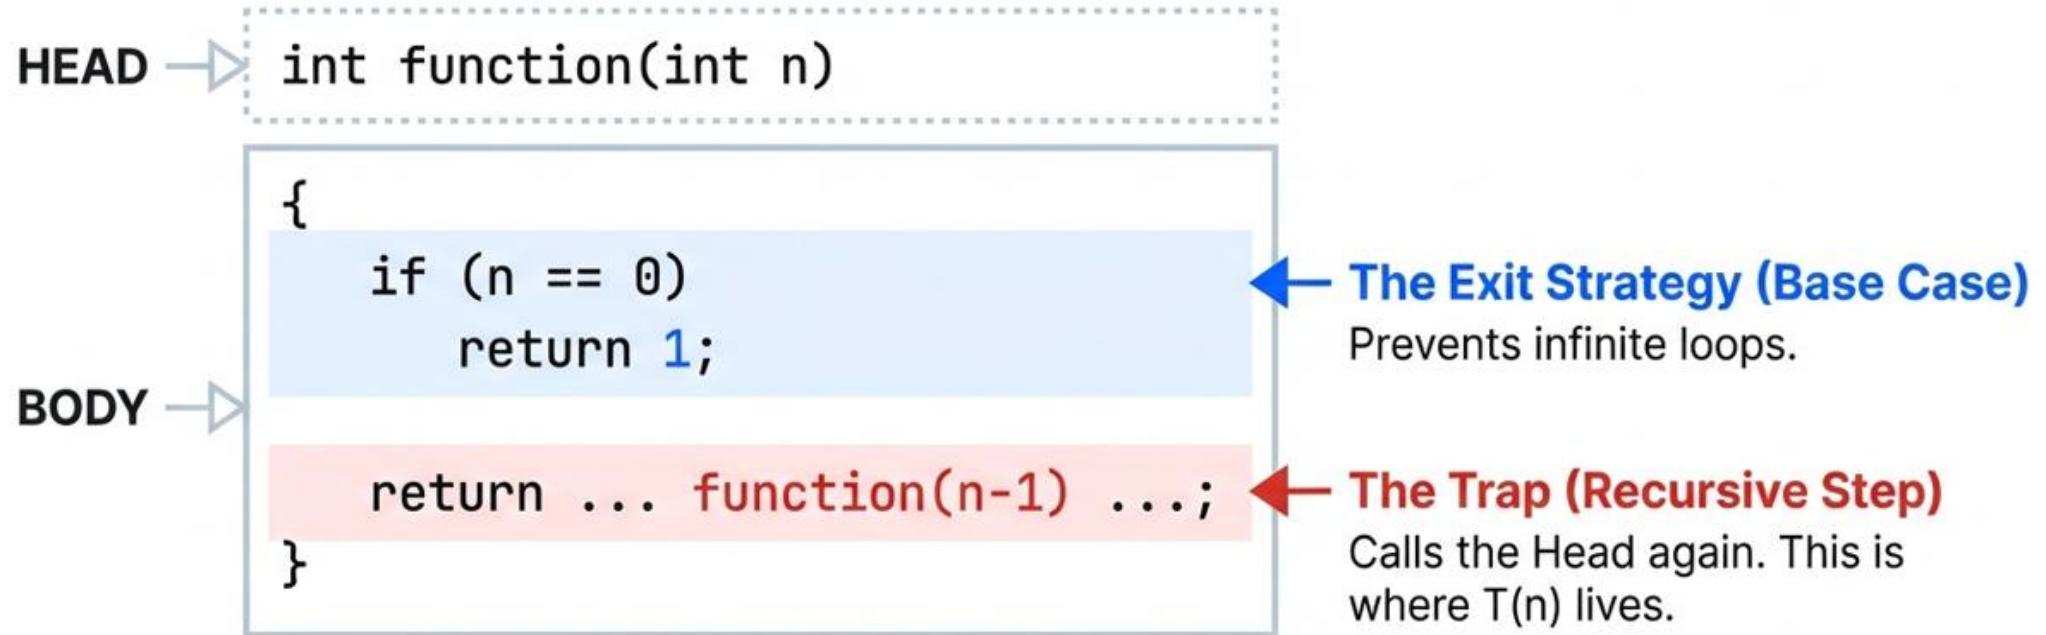 HEAD
int function(int n)
BODY
{
if (n == 0)
return 1;
The Exit Strategy (Base Case)
Prevents infinite loops.
return ... function(n-1) ...;
The Trap (Recursive Step)
Calls the Head again. This is
where T(n) lives.
}